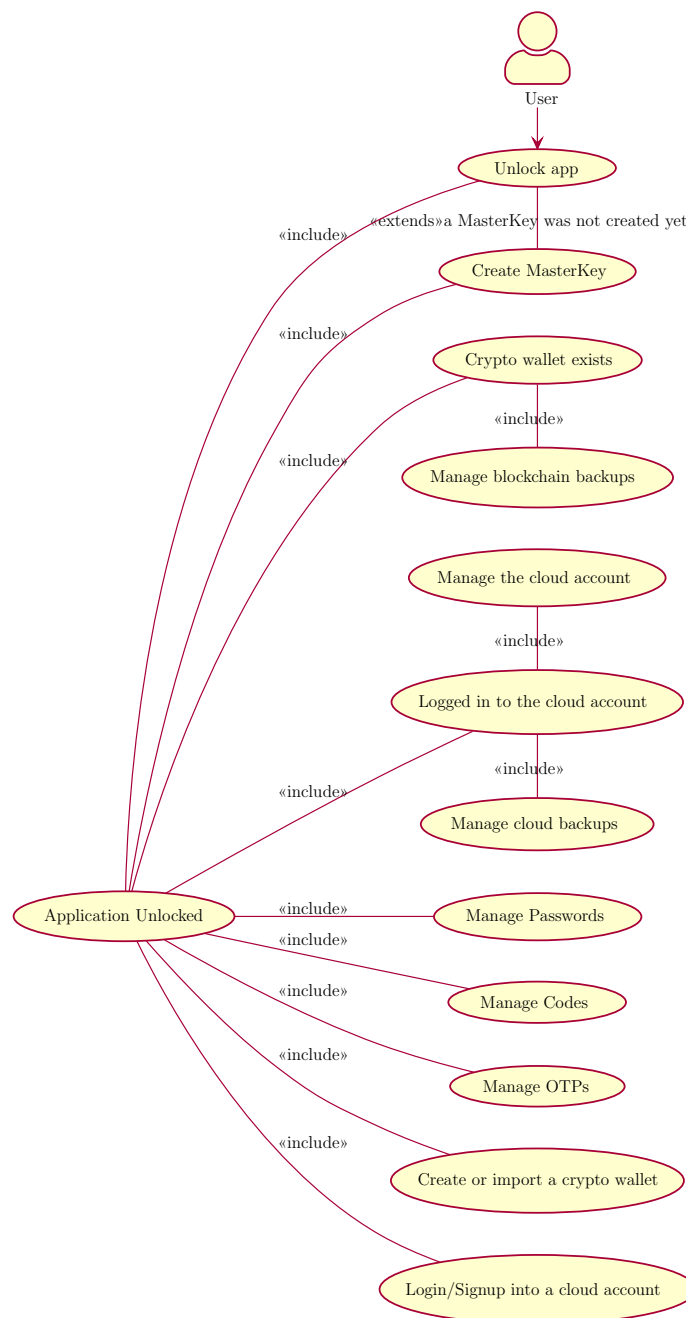 User
Unlock app
«include»
«extends»a MasterKey was not created yet
Create MasterKey
«include»
Crypto wallet exists
«include»
«include»
Manage blockchain backups
Manage the cloud account
«include»
Logged in to the cloud account
«include»
«include»
Manage cloud backups
Application Unlocked
«include»
Manage Passwords
«include»
Manage Codes
«include»
Manage OTPs
«include»
Create or import a crypto wallet
«include»
Login/Signup into a cloud account